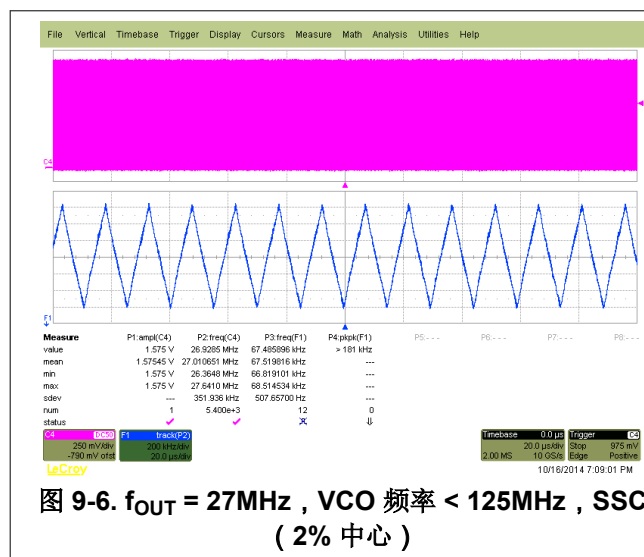 File Vertical Timebase Trigger Display Cursors Measure Math Analysis Utilities Help
C4
F1
Measure P1:ampl(C4) P2:freq(C4) P3:freq(F1) P4:pkpk(F1) P5:- - - P6:- - - P7:- - - P8:- - -
value 1.575 V 26.9285 MHz 67.485896 kHz > 181 kHz
mean 1.57545 V 27.010651 MHz 67.519816 kHz ---
min 1.575 V 26.3648 MHz 66.819101 kHz ---
max 1.575 V 27.6410 MHz 68.514534 kHz ---
sdev --- 351.936 kHz 507.65700 Hz ---
num 1 5.400e+3 12 0
status
C4 DC50 F1 track(P2) Timebase 0.0 µs Trigger C4
250 mV/div 200 kHz/div 20.0 µs/div Stop 975 mV
-790 mV ofst 20.0 µs/div 2.00 MS 10 GS/s Edge Positive
LeCroy 10/16/2014 7:09:01 PM
图 9-6. fOUT = 27MHz，VCO 频率 < 125MHz，SSC
（2% 中心）